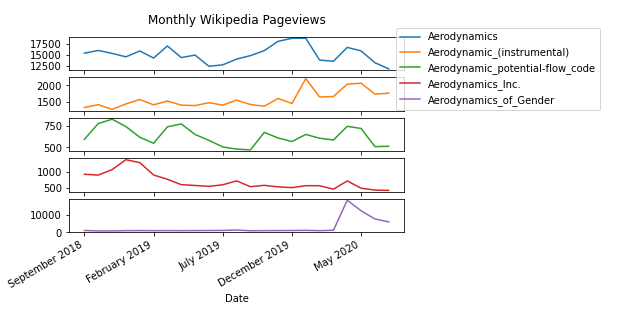 Monthly Wikipedia Pageviews
Aerodynamics
Aerodynamic_(instrumental)
Aerodynamic_potential-flow_code
Aerodynamics_Inc.
Aerodynamics_of_Gender
17500
15000
12500
2000
1500
750
500
1000
500
10000
0
September 2018
February 2019
July 2019
December 2019
May 2020
Date